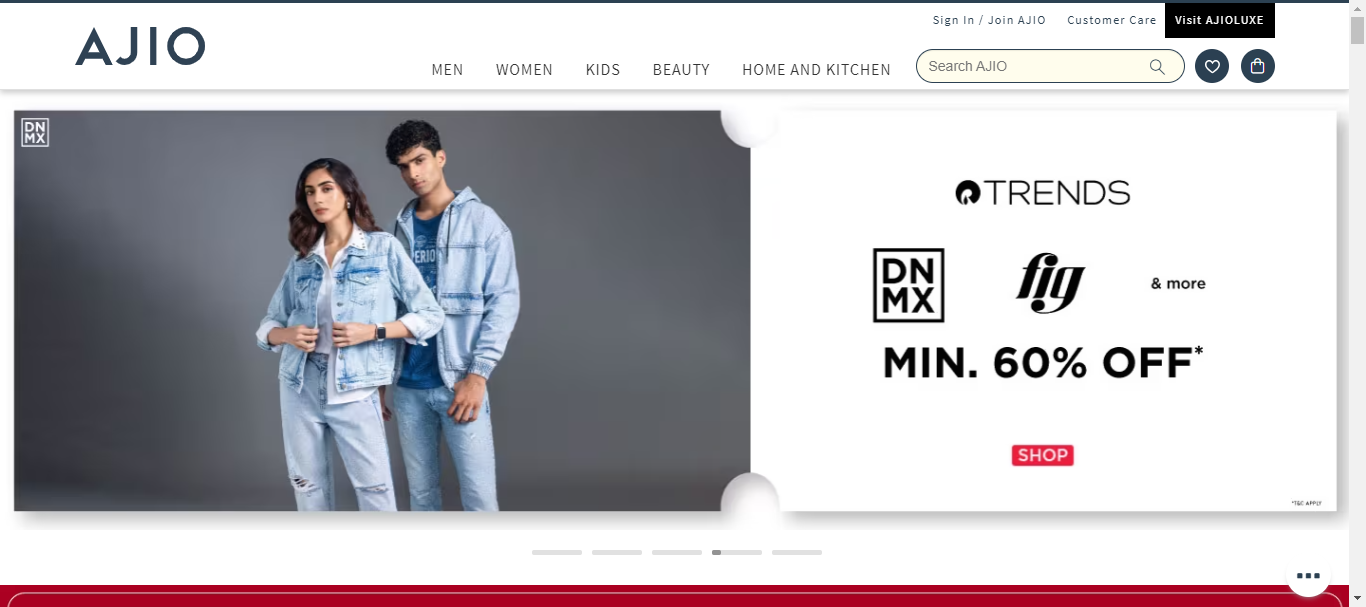 Sign In / Join AJIO
Customer Care
Visit AJIOLUXE
AJIO
MEN
WOMEN
KIDS
BEAUTY
HOME AND KITCHEN
Search AJIO
DN
MX
PERIO
TRENDS
DN
MX
fig
& more
MIN. 60% OFF*
SHOP
*T&C APPLY